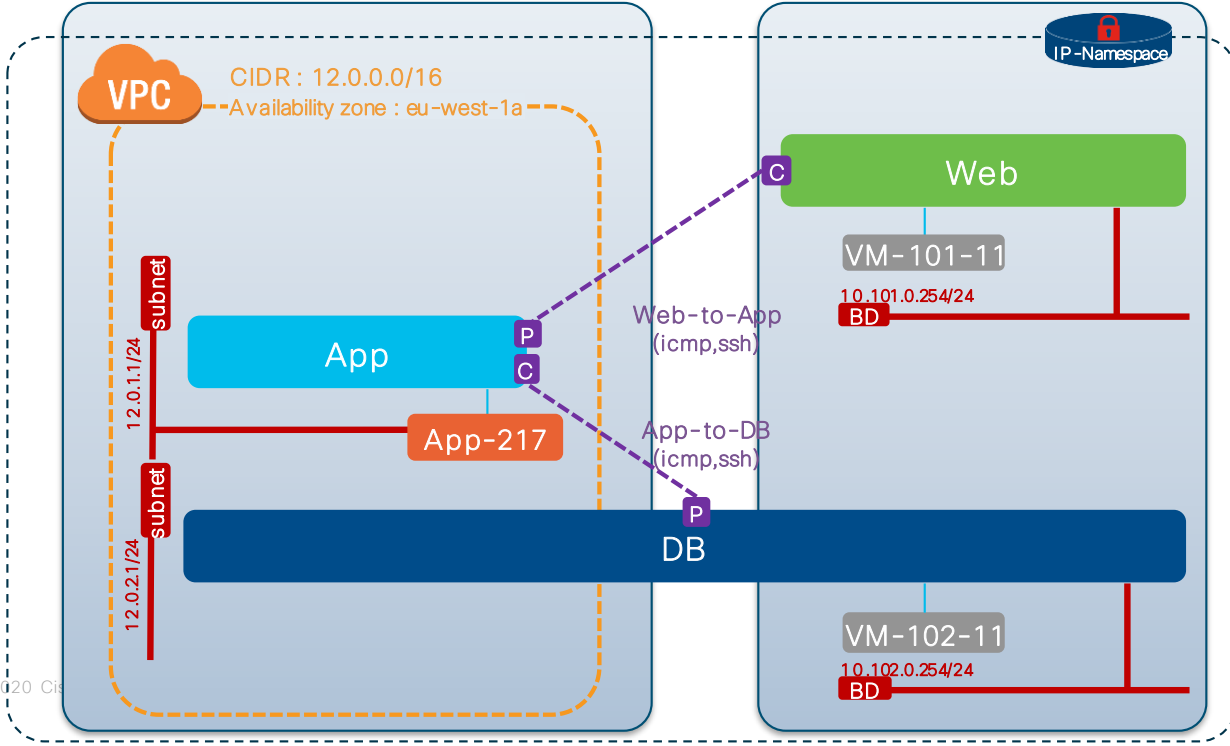 IP-Namespace
VPC
CIDR : 12.0.0.0/16
Availability zone : eu-west-1a
C
Web
VM-101-11
10.101.0.254/24
BD
subnet
12.0.1.1/24
App
P
C
Web-to-App
(icmp,ssh)
App-217
App-to-DB
(icmp,ssh)
subnet
12.0.2.1/24
P
DB
VM-102-11
10.102.0.254/24
BD
020 Cis